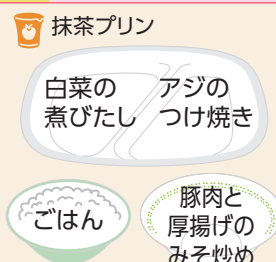 抹茶プリン
白菜の
煮びたし
アジの
つけ焼き
ごはん
豚肉と
厚揚げの
みそ炒め